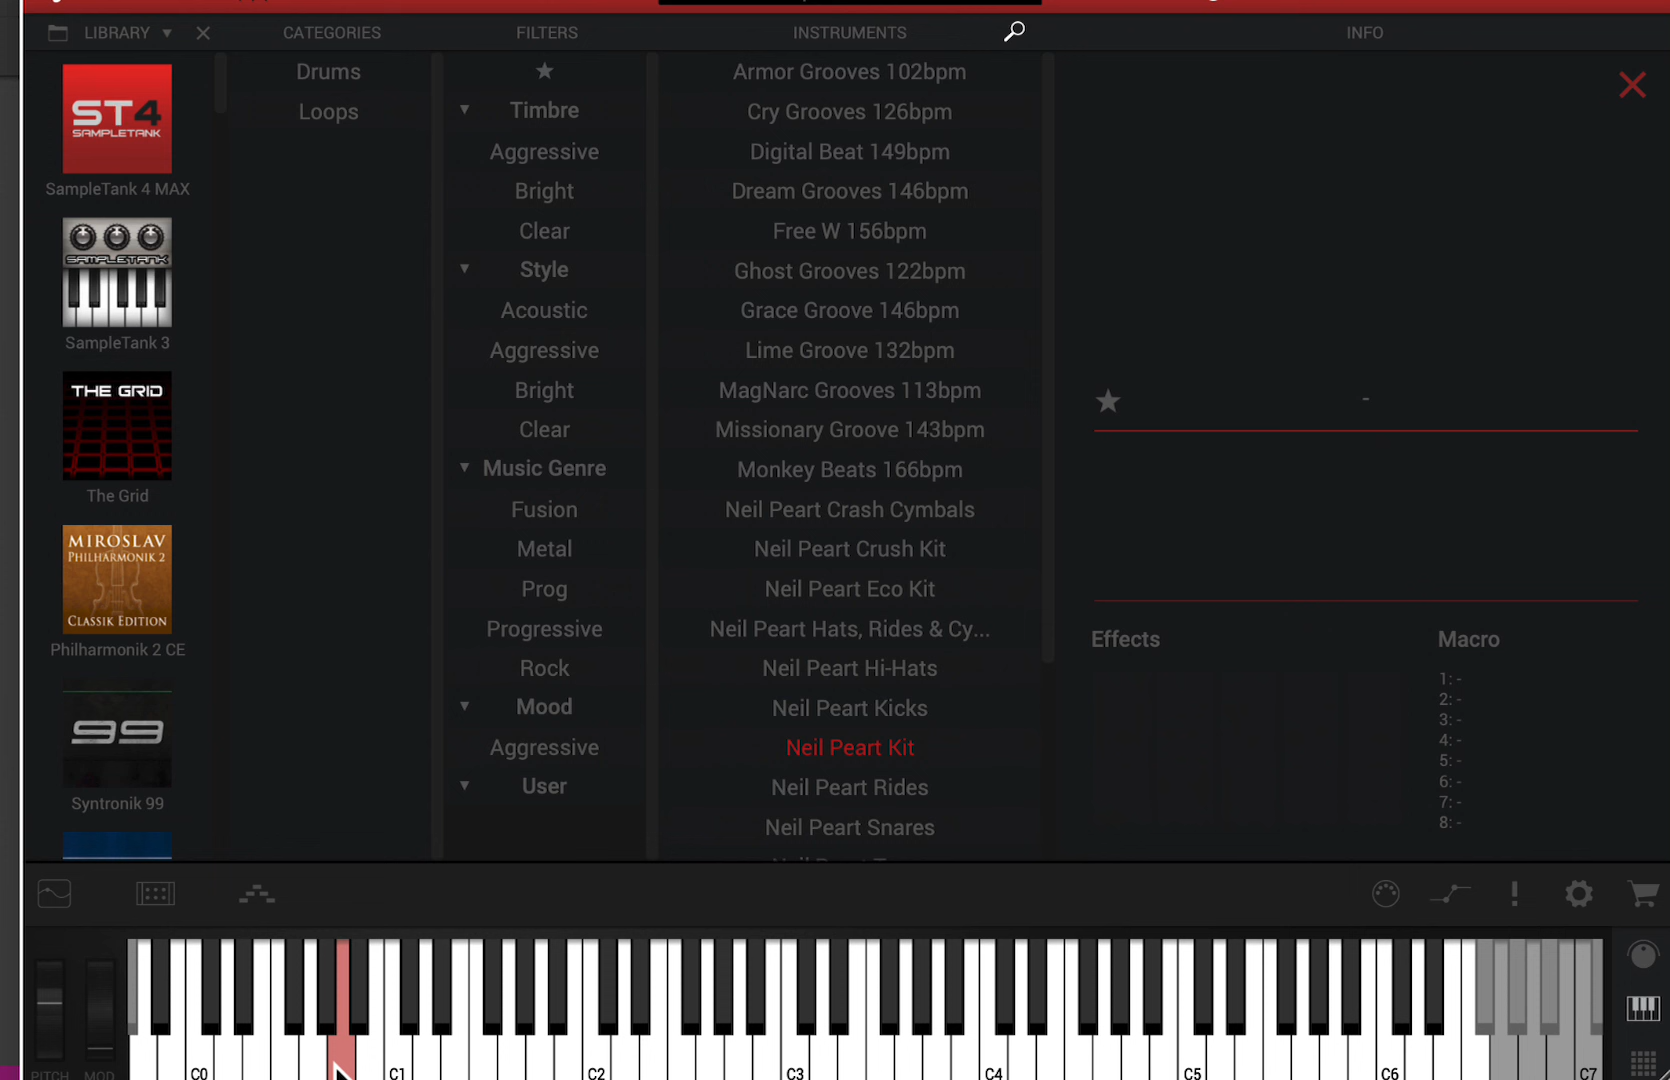 LIBRARY
CATEGORIES
FILTERS
INSTRUMENTS
INFO
ST4
SAMPLETANK
SampleTank 4 MAX
SAMPLETANK
SampleTank 3
THE GRID
The Grid
MIROSLAV
PHILHARMONIK 2
CLASSIK EDITION
Philharmonik 2 CE
99
Syntronik 99
Drums
Loops
Timbre
Aggressive
Bright
Clear
Style
Acoustic
Aggressive
Bright
Clear
Music Genre
Fusion
Metal
Prog
Progressive
Rock
Mood
Aggressive
User
Armor Grooves 102bpm
Cry Grooves 126bpm
Digital Beat 149bpm
Dream Grooves 146bpm
Free W 156bpm
Ghost Grooves 122bpm
Grace Groove 146bpm
Lime Groove 132bpm
MagNarc Grooves 113bpm
Missionary Groove 143bpm
Monkey Beats 166bpm
Neil Peart Crash Cymbals
Neil Peart Crush Kit
Neil Peart Eco Kit
Neil Peart Hats, Rides & Cy...
Neil Peart Hi-Hats
Neil Peart Kicks
Neil Peart Kit
Neil Peart Rides
Neil Peart Snares
-
Effects
Macro
1: -
2: -
3: -
4: -
5: -
6: -
7: -
8: -
PITCH MOD
C0 C1 C2 C3 C4 C5 C6 C7